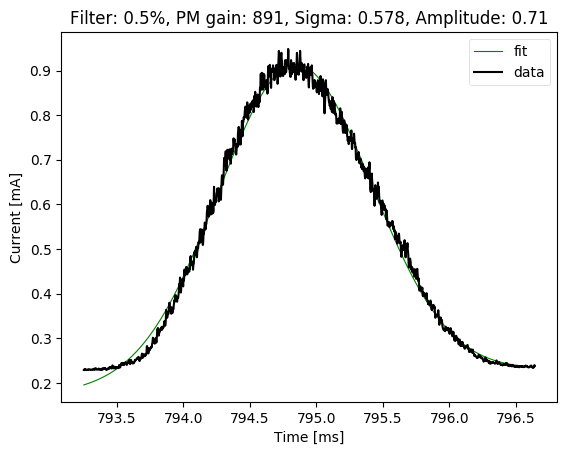 Filter: 0.5%, PM gain: 891, Sigma: 0.578, Amplitude: 0.71
fit
data
0.9
0.8
0.7
0.6
0.5
0.4
0.3
0.2
Current [mA]
793.5 794.0 794.5 795.0 795.5 796.0 796.5
Time [ms]